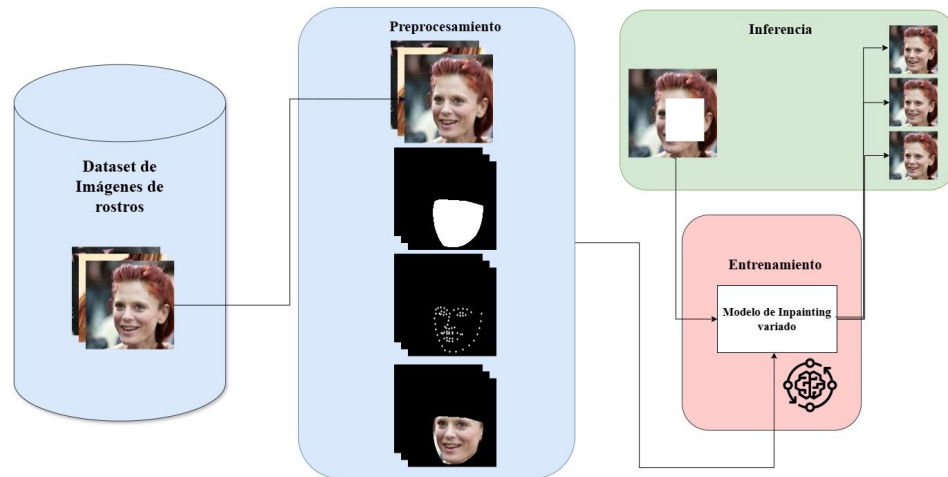 Dataset de
Imágenes de
rostros
Preprocesamiento
Inferencia
Entrenamiento
Modelo de Inpainting
variado